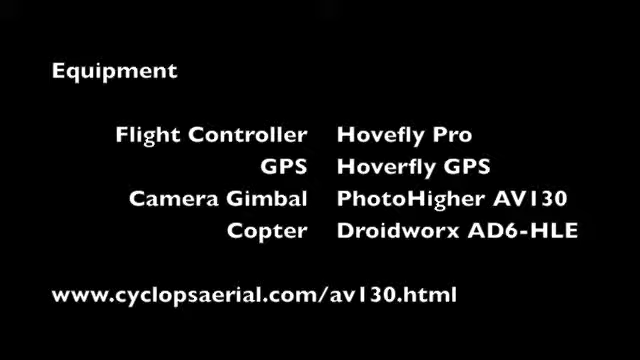 Equipment
Flight Controller Hovefly Pro
GPS Hoverfly GPS
Camera Gimbal PhotoHigher AV130
Copter Droidworx AD6-HLE
www.cyclopsaerial.com/av130.html